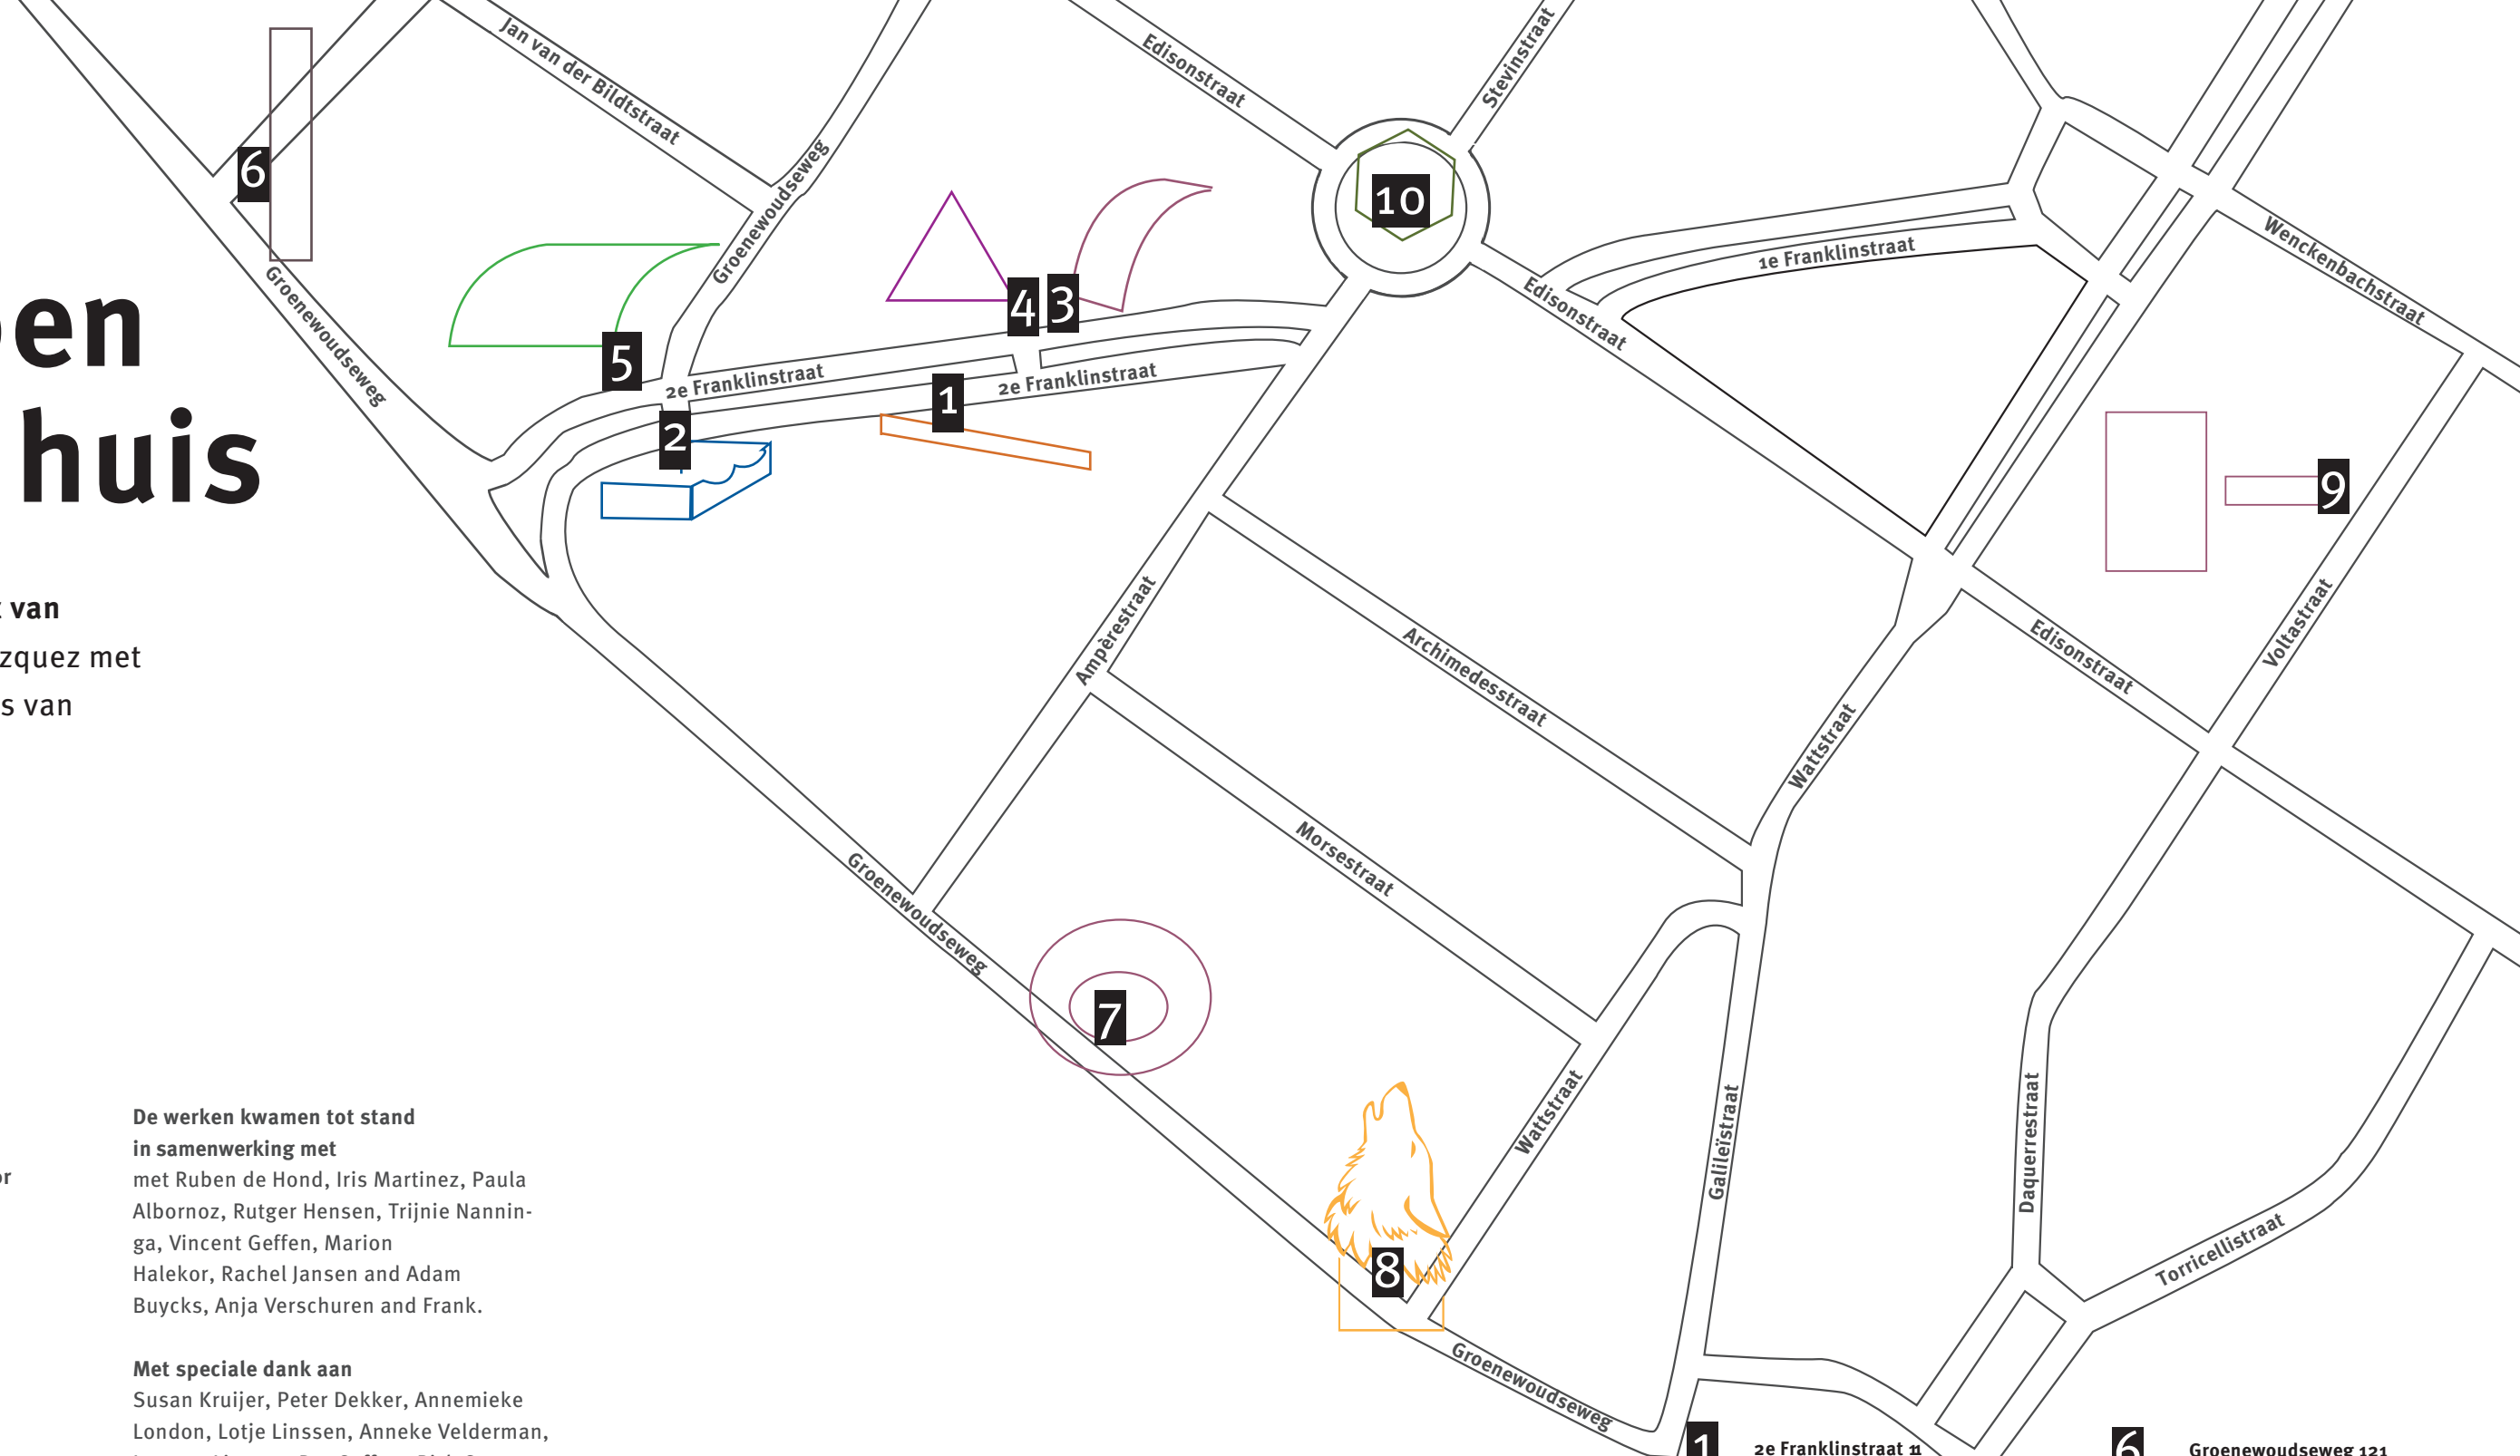 Jan van der Bildtstraat
Edisonstraat
Stevinstraat
6
Groenewoudseweg
10
Groenewoudseweg
4
3
5
2e Franklinstraat
2e Franklinstraat
1
2
1e Franklinstraat
Edisonstraat
Wenckenbachstraat
9
en
huis
van
zquez met
s van
Ampèrestraat
Archimedesstraat
Edisonstraat
Voltastraat
Wattstraat
Morsestraat
Groenewoudseweg
7
Wattstraat
Galileïstraat
Daquerrestraat
Torricellistraat
8
Groenewoudseweg
or
De werken kwamen tot stand
in samenwerking met
met Ruben de Hond, Iris Martinez, Paula
Albornoz, Rutger Hensen, Trijnie Nannin-
ga, Vincent Geffen, Marion
Halekor, Rachel Jansen and Adam
Buycks, Anja Verschuren and Frank.
Met speciale dank aan
Susan Kruijer, Peter Dekker, Annemieke
London, Lotje Linssen, Anneke Velderman,
1 2e Franklinstraat 11
6 Groenewoudseweg 121